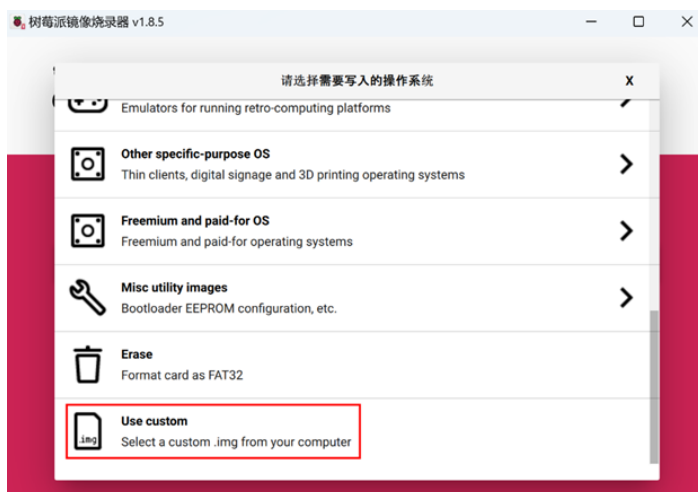 树莓派镜像烧录器 v1.8.5
请选择需要写入的操作系统
X
Emulators for running retro-computing platforms
Other specific-purpose OS
Thin clients, digital signage and 3D printing operating systems
Freemium and paid-for OS
Freemium and paid-for operating systems
Misc utility images
Bootloader EEPROM configuration, etc.
Erase
Format card as FAT32
Use custom
.img
Select a custom .img from your computer